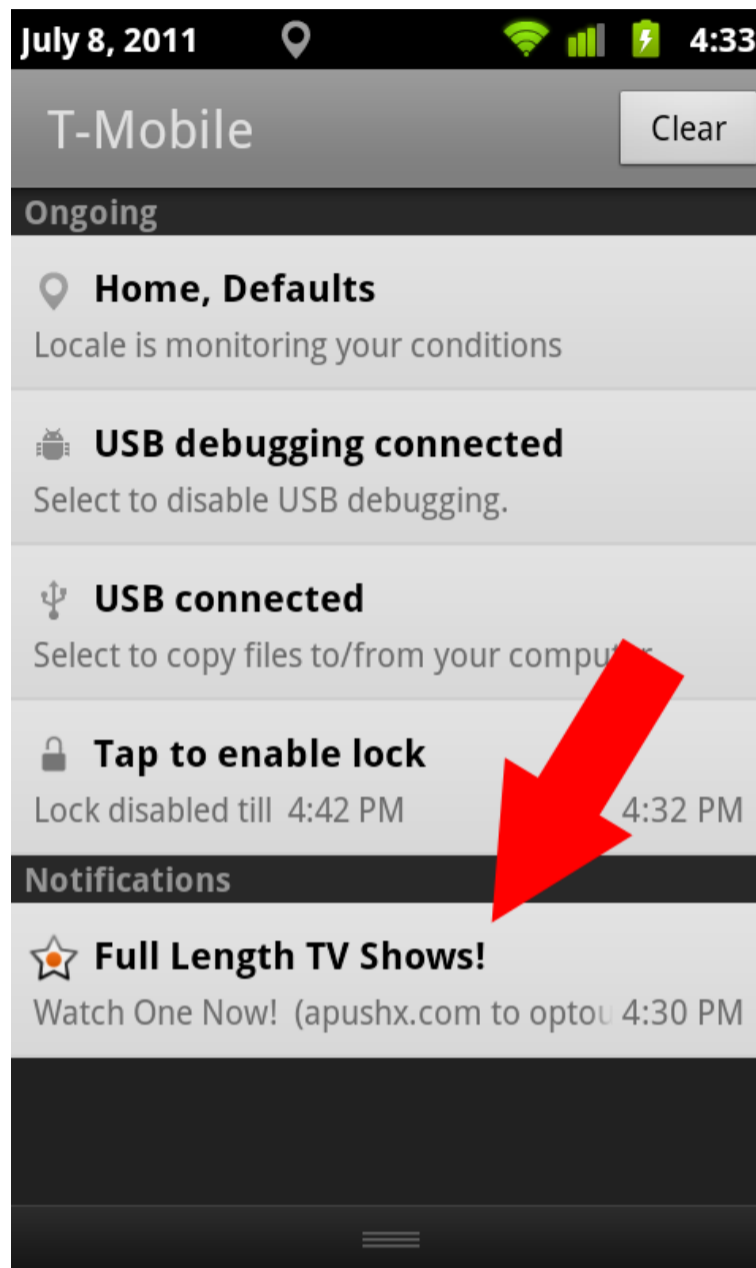 July 8, 2011 4:33
T-Mobile Clear
Ongoing
Home, Defaults
Locale is monitoring your conditions
USB debugging connected
Select to disable USB debugging.
USB connected
Select to copy files to/from your computer
Tap to enable lock
Lock disabled till 4:42 PM 4:32 PM
Notifications
Full Length TV Shows!
Watch One Now! (apushx.com to optou 4:30 PM